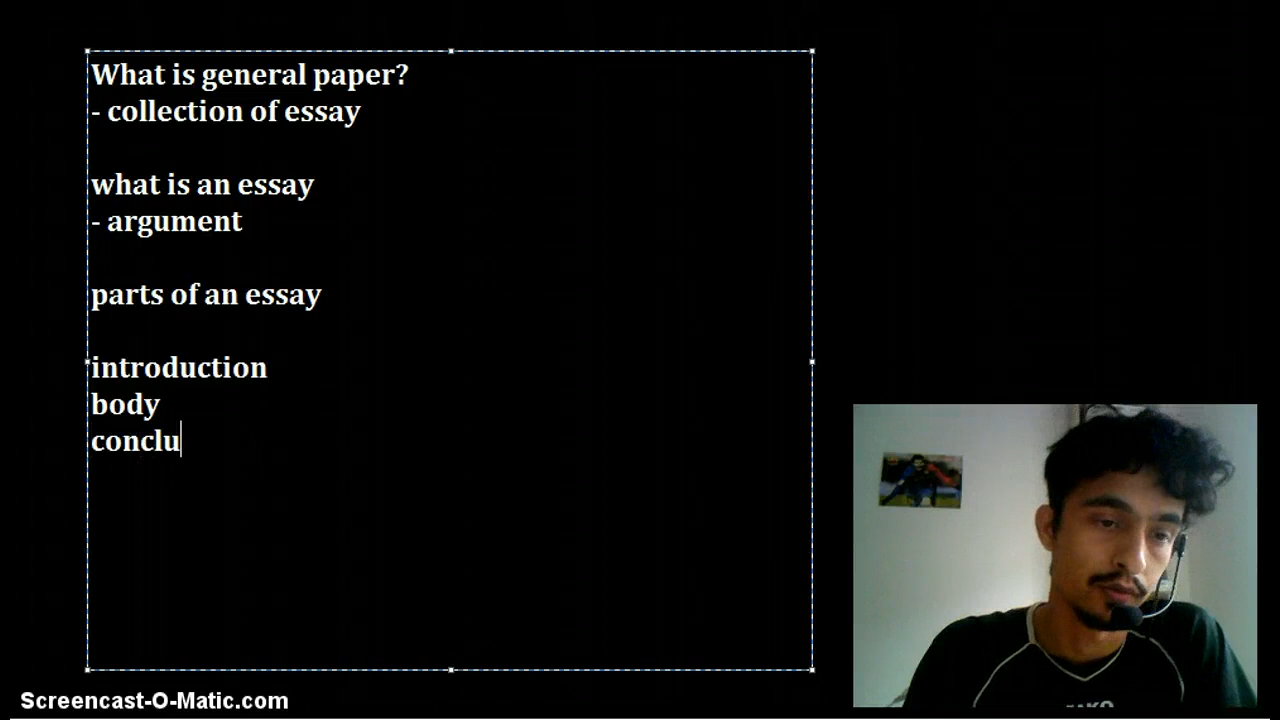 What is general paper?
- collection of essay
what is an essay
- argument
parts of an essay
introduction
body
conclu
Screencast-O-Matic.com